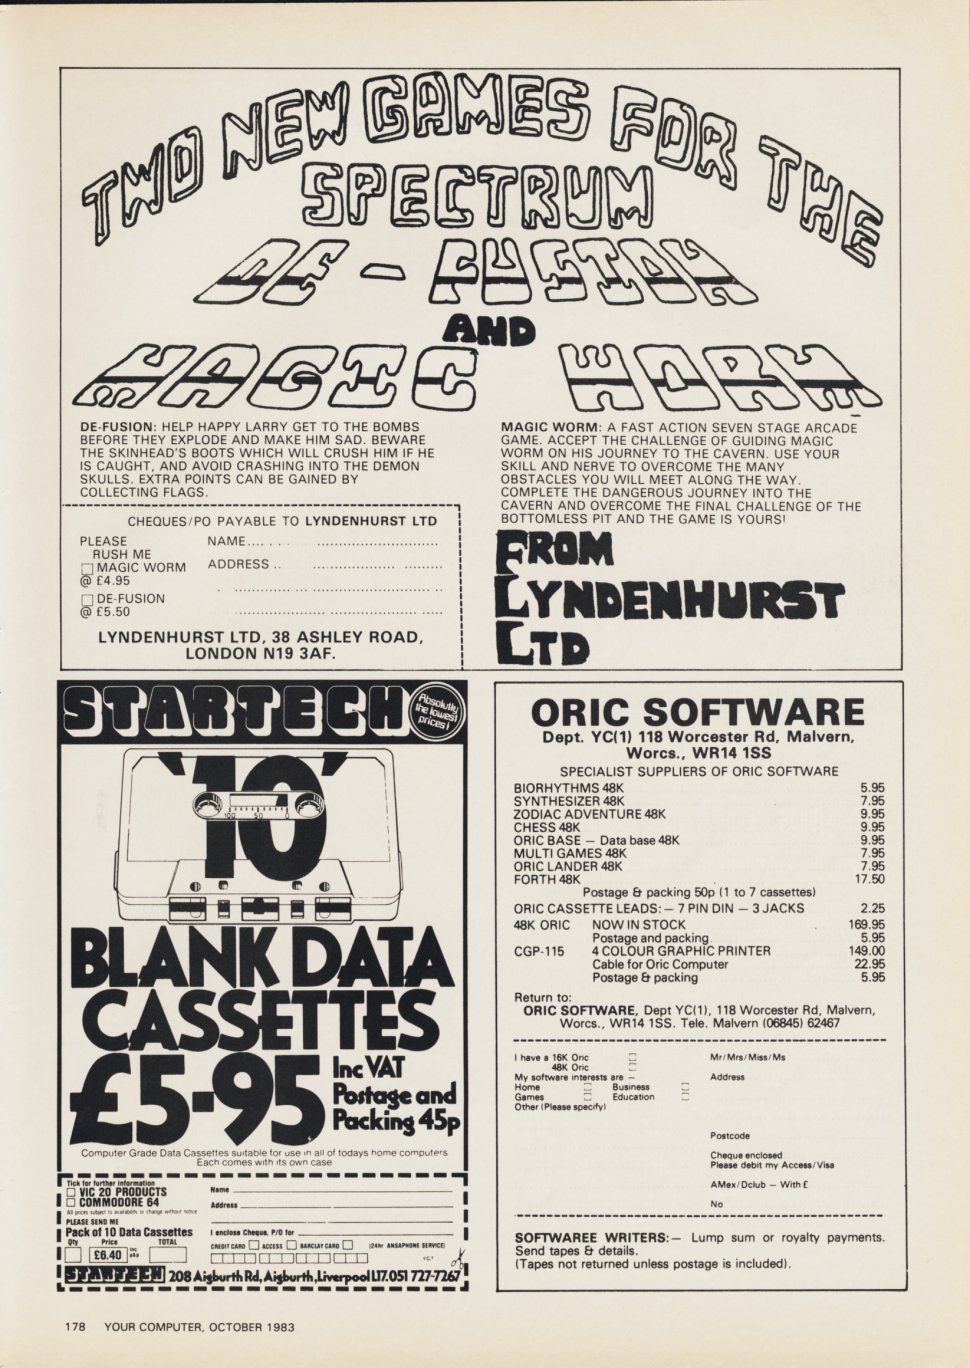 TWO NEW GAMES FOR THE
SPECTRUM
DE-FUSION
AND
MAGIC WORM
DE-FUSION: HELP HAPPY LARRY GET TO THE BOMBS
BEFORE THEY EXPLODE AND MAKE HIM SAD. BEWARE
THE SKINHEAD'S BOOTS WHICH WILL CRUSH HIM IF HE
IS CAUGHT, AND AVOID CRASHING INTO THE DEMON
SKULLS. EXTRA POINTS CAN BE GAINED BY
COLLECTING FLAGS.
CHEQUES/PO PAYABLE TO LYNDENHURST LTD
PLEASE
RUSH ME
MAGIC WORM
@ £4.95
DE-FUSION
@ £5.50
NAME
ADDRESS
LYNDENHURST LTD, 38 ASHLEY ROAD,
LONDON N19 3AF.
MAGIC WORM: A FAST ACTION SEVEN STAGE ARCADE
GAME. ACCEPT THE CHALLENGE OF GUIDING MAGIC
WORM ON HIS JOURNEY TO THE CAVERN. USE YOUR
SKILL AND NERVE TO OVERCOME THE MANY
OBSTACLES YOU WILL MEET ALONG THE WAY.
COMPLETE THE DANGEROUS JOURNEY INTO THE
CAVERN AND OVERCOME THE FINAL CHALLENGE OF THE
BOTTOMLESS PIT AND THE GAME IS YOURS!
FROM
LYNDENHURST
LTD
STARTECH
Absolutly
the lowest
prices!
'10'
100 50 0
BLANK DATA
CASSETTES
£5-95
Inc VAT
Postage and
Packing 45p
Computer Grade Data Cassettes suitable for use in all of todays home computers
Each comes with its own case
Tick for further information
VIC 20 PRODUCTS
COMMODORE 64
All prices subject to availability or change without notice
PLEASE SEND ME
Pack of 10 Data Cassettes
Qty Price TOTAL
£6.40 inc p&p
Name
Address
I enclose Cheque, P/O for
CREDIT CARD ACCESS BARCLAY CARD (24hr ANSAPHONE SERVICE)
YC7
STARTECH 208 Aigburth Rd, Aigburth, Liverpool L17. 051 727-7267
ORIC SOFTWARE
Dept. YC(1) 118 Worcester Rd, Malvern,
Worcs., WR14 1SS
SPECIALIST SUPPLIERS OF ORIC SOFTWARE
BIORHYTHMS 48K 5.95
SYNTHESIZER 48K 7.95
ZODIAC ADVENTURE 48K 9.95
CHESS 48K 9.95
ORIC BASE — Data base 48K 9.95
MULTI GAMES 48K 7.95
ORIC LANDER 48K 7.95
FORTH 48K 17.50
Postage & packing 50p (1 to 7 cassettes)
ORIC CASSETTE LEADS:— 7 PIN DIN — 3 JACKS 2.25
48K ORIC NOW IN STOCK 169.95
Postage and packing 5.95
CGP-115 4 COLOUR GRAPHIC PRINTER 149.00
Cable for Oric Computer 22.95
Postage & packing 5.95
Return to:
ORIC SOFTWARE, Dept YC(1), 118 Worcester Rd, Malvern,
Worcs., WR14 1SS. Tele. Malvern (06845) 62467
I have a 16K Oric
48K Oric
My software interests are —
Home Business
Games Education
Other (Please specify)
Mr/Mrs/Miss/Ms
Address
Postcode
Cheque enclosed
Please debit my Access/Visa
AMex/Dclub — With £
No
SOFTWAREE WRITERS:— Lump sum or royalty payments.
Send tapes & details.
(Tapes not returned unless postage is included).
178 YOUR COMPUTER, OCTOBER 1983